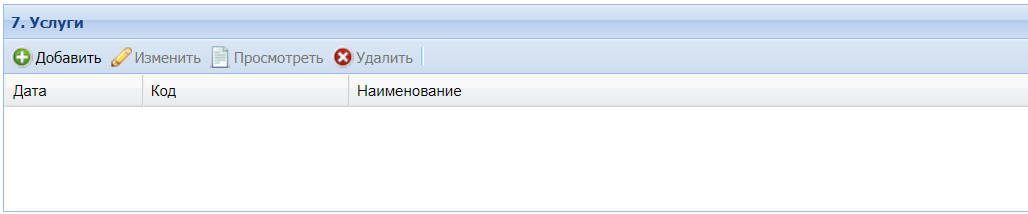 7. Услуги
Добавить Изменить Просмотреть Удалить
Дата Код Наименование